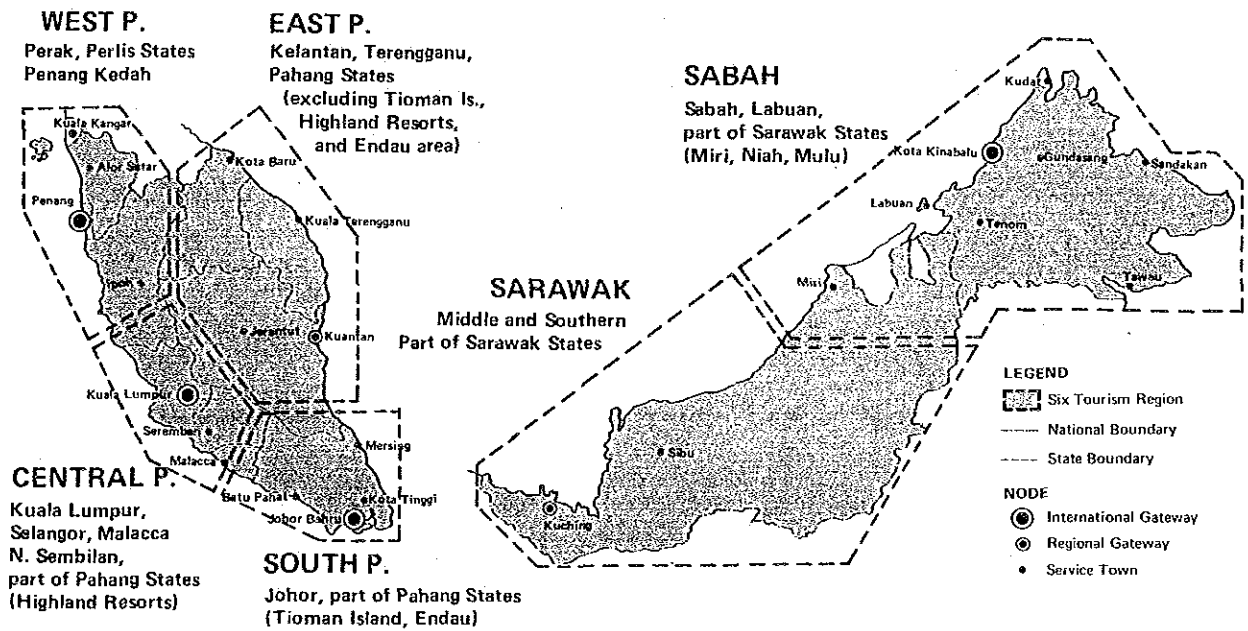 WEST P.
Perak, Perlis States
Penang Kedah
EAST P.
Kelantan, Terengganu,
Pahang States
(excluding Tioman Is.,
Highland Resorts,
and Endau area)
SABAH
Sabah, Labuan,
part of Sarawak States
(Miri, Niah, Mulu)
Kuala Kangar
Alor Setar
Penang
Ipoh
Kota Baru
Kuala Terengganu
Jerantut
Kuantan
Kuala Lumpur
Seremban
Malacca
Mersing
Batu Pahat
Kota Tinggi
Johor Bahru
Kudat
Kota Kinabalu
Gundasang
Sandakan
Labuan
Tenom
Miri
Tawau
SARAWAK
Middle and Southern
Part of Sarawak States
Sibu
Kuching
CENTRAL P.
Kuala Lumpur,
Selangor, Malacca
N. Sembilan,
part of Pahang States
(Highland Resorts)
SOUTH P.
Johor, part of Pahang States
(Tioman Island, Endau)
LEGEND
Six Tourism Region
National Boundary
State Boundary
NODE
International Gateway
Regional Gateway
Service Town